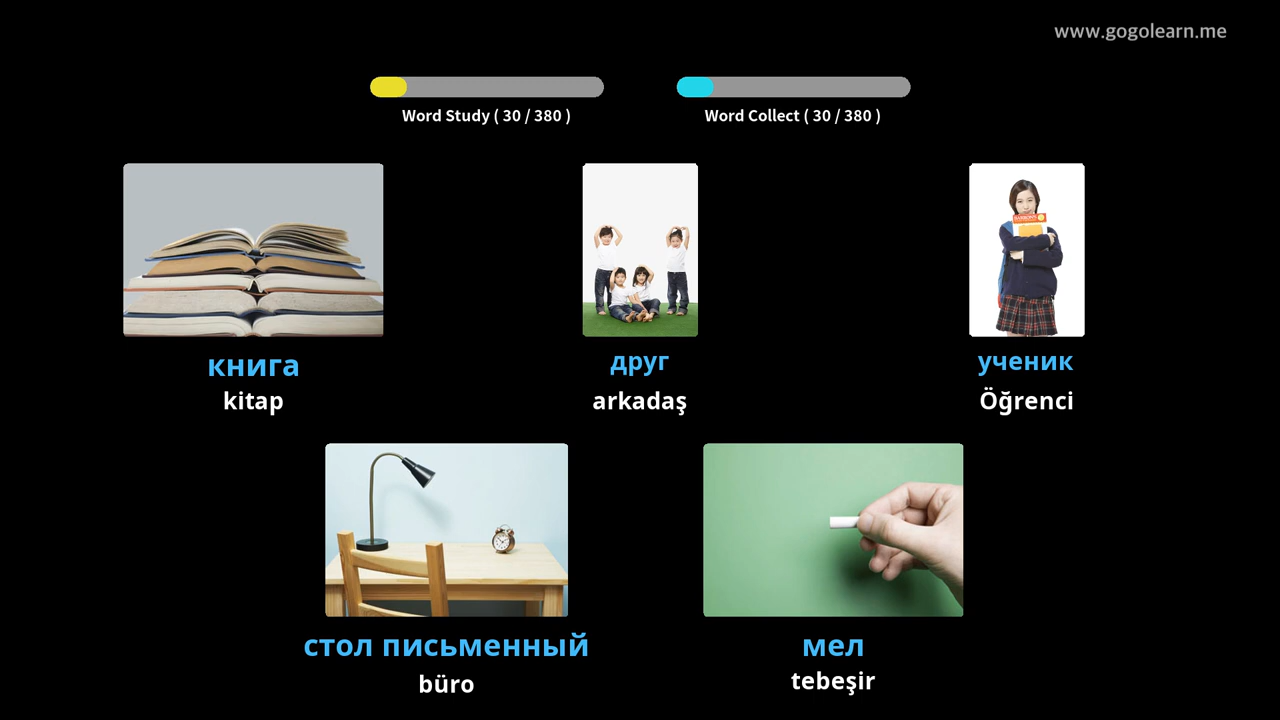 www.gogolearn.me
Word Study ( 30 / 380 )
Word Collect ( 30 / 380 )
книга
kitap
друг
arkadaş
ученик
Öğrenci
стол письменный
büro
мел
tebeşir